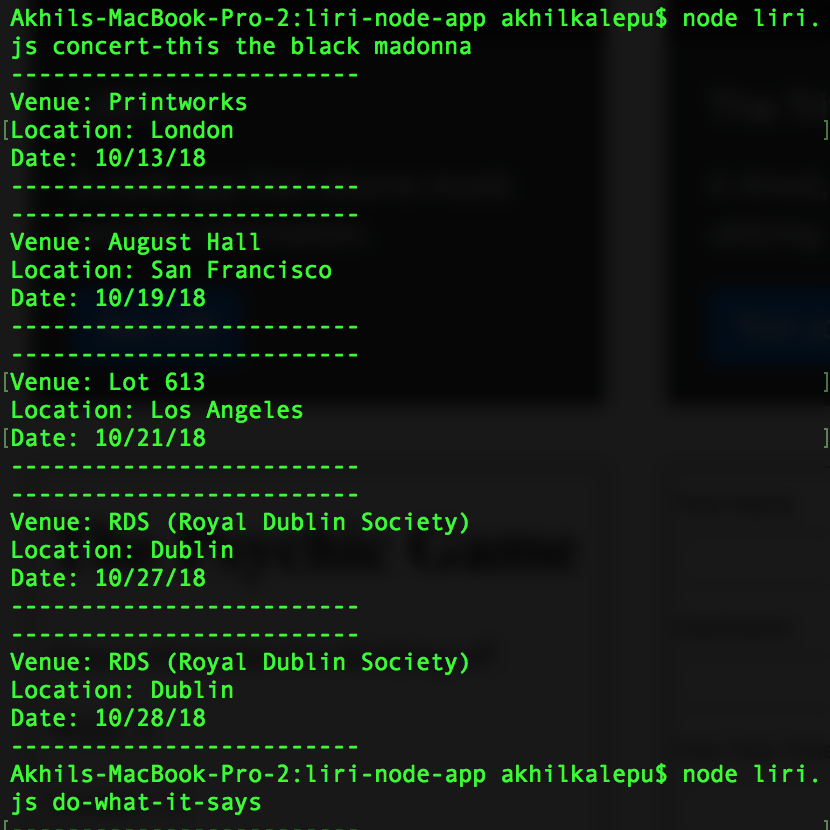 Akhils-MacBook-Pro-2:liri-node-app akhilkalepu$ node liri.
js concert-this the black madonna
-------------------------
Venue: Printworks
[Location: London ]
Date: 10/13/18
-------------------------
-------------------------
Venue: August Hall
Location: San Francisco
Date: 10/19/18
-------------------------
-------------------------
[Venue: Lot 613 ]
Location: Los Angeles
[Date: 10/21/18 ]
-------------------------
-------------------------
Venue: RDS (Royal Dublin Society)
Location: Dublin
Date: 10/27/18
-------------------------
-------------------------
Venue: RDS (Royal Dublin Society)
Location: Dublin
Date: 10/28/18
-------------------------
Akhils-MacBook-Pro-2:liri-node-app akhilkalepu$ node liri.
js do-what-it-says
[------------------------- ]